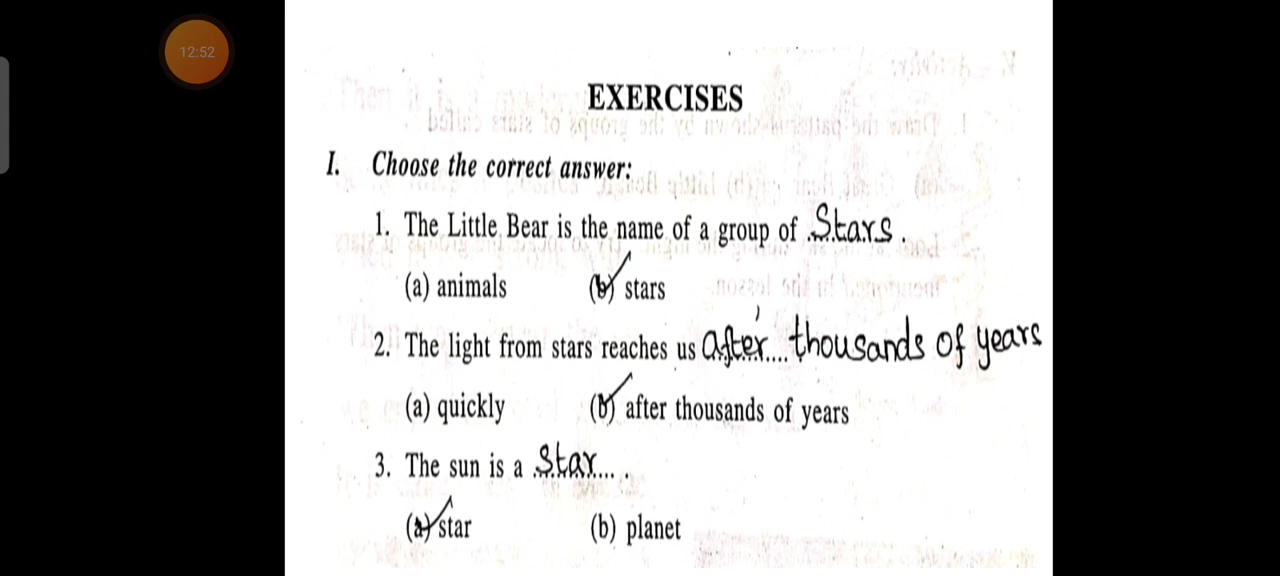 12:52
EXERCISES
I. Choose the correct answer:
1. The Little Bear is the name of a group of Stars.
(a) animals (b) stars
2. The light from stars reaches us after thousands of years
(a) quickly (b) after thousands of years
3. The sun is a Star.... .
(a) star (b) planet